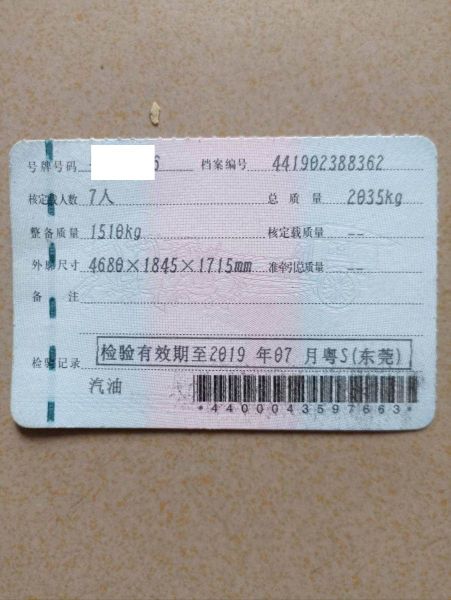 号牌号码 6 档案编号 441902388362
核定载人数 7人 总质量 2035kg
整备质量 1510kg 核定载质量 --
外廓尺寸 4680×1845×1715mm 准牵引总质量 --
备注
检验记录 检验有效期至2019年07月粤S(东莞)
汽油
*4400043597663*